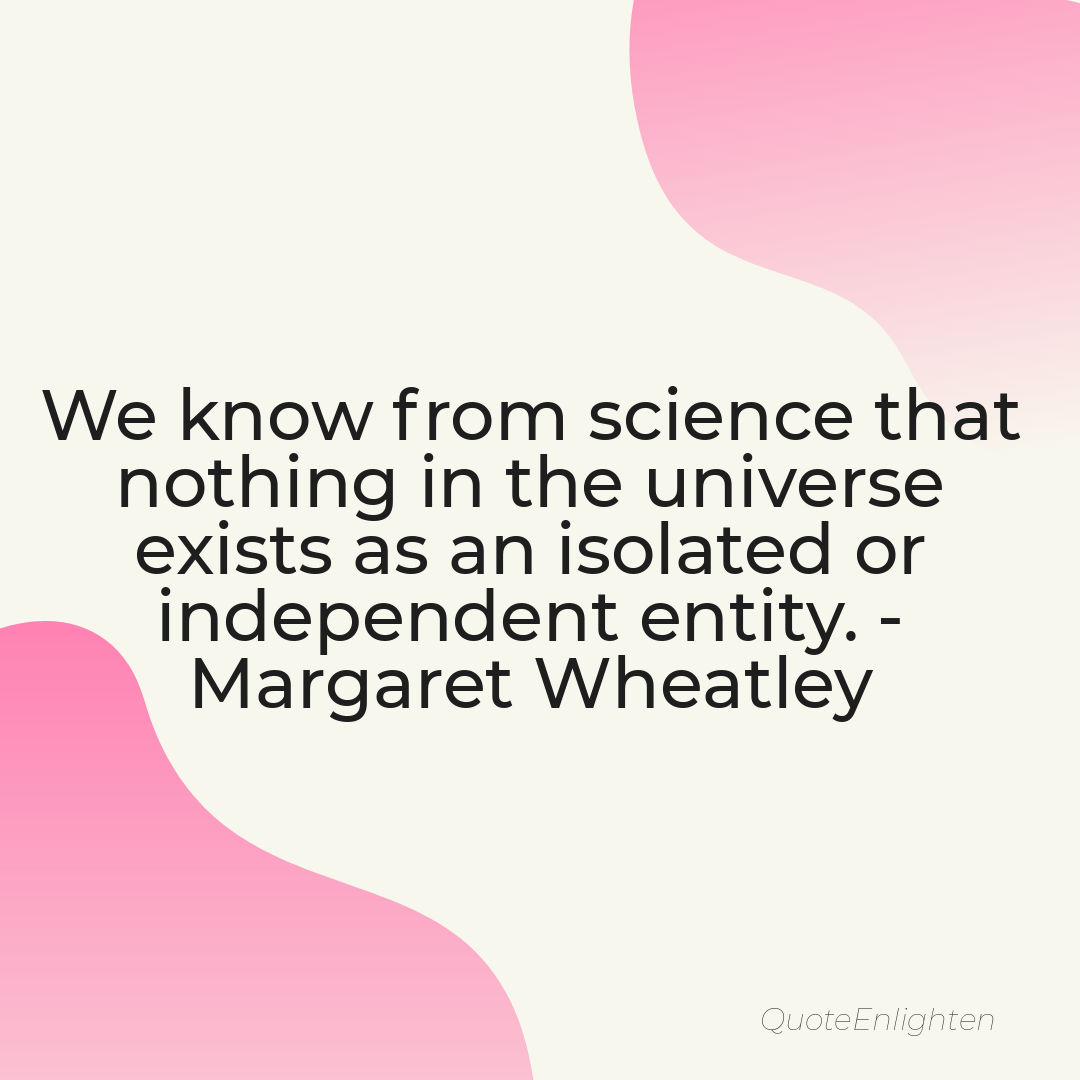 We know from science that
nothing in the universe
exists as an isolated or
independent entity. -
Margaret Wheatley
QuoteEnlighten